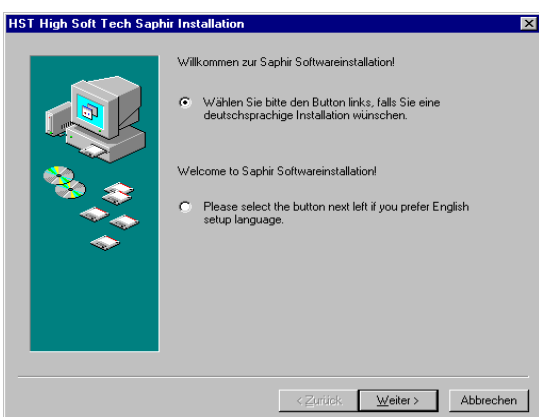 HST High Soft Tech Saphir Installation
Willkommen zur Saphir Softwareinstallation!
Wählen Sie bitte den Button links, falls Sie eine
deutschsprachige Installation wünschen.
Welcome to Saphir Softwareinstallation!
Please select the button next left if you prefer English
setup language.
< Zurück
Weiter >
Abbrechen